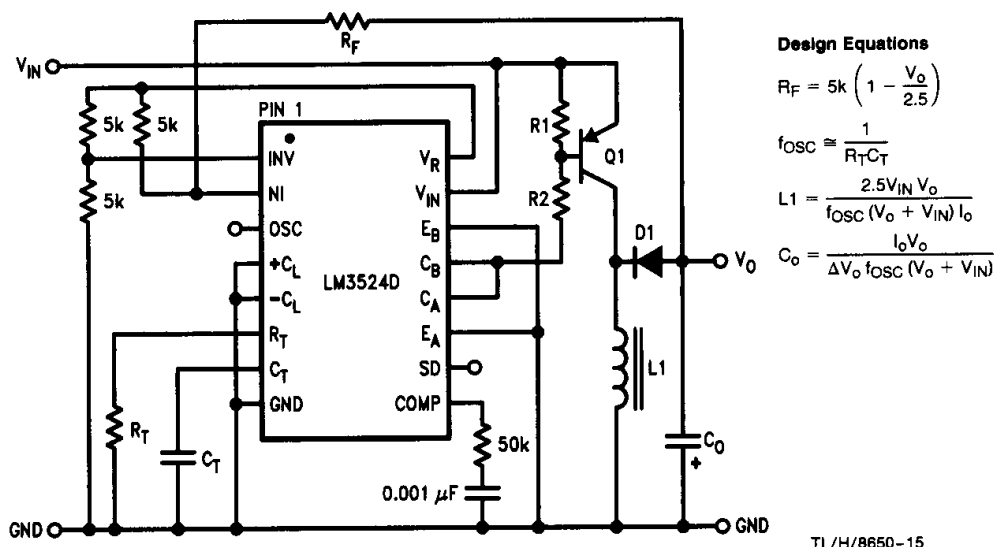 R_F
V_IN
PIN 1
5k
5k
5k
INV
NI
OSC
+C_L
-C_L
R_T
C_T
GND
LM3524D
V_R
V_IN
E_B
C_B
C_A
E_A
SD
COMP
R1
R2
Q1
D1
V_O
L1
C_O
+
R_T
C_T
50k
0.001 μF
GND
GND
Design Equations
R_F = 5k (1 − V_o/2.5)
f_OSC ≅ 1/(R_T C_T)
L1 = 2.5V_IN V_o/(f_OSC (V_o + V_IN) I_o)
C_o = I_o V_o/(ΔV_o f_OSC (V_o + V_IN))
TL/H/8650–15